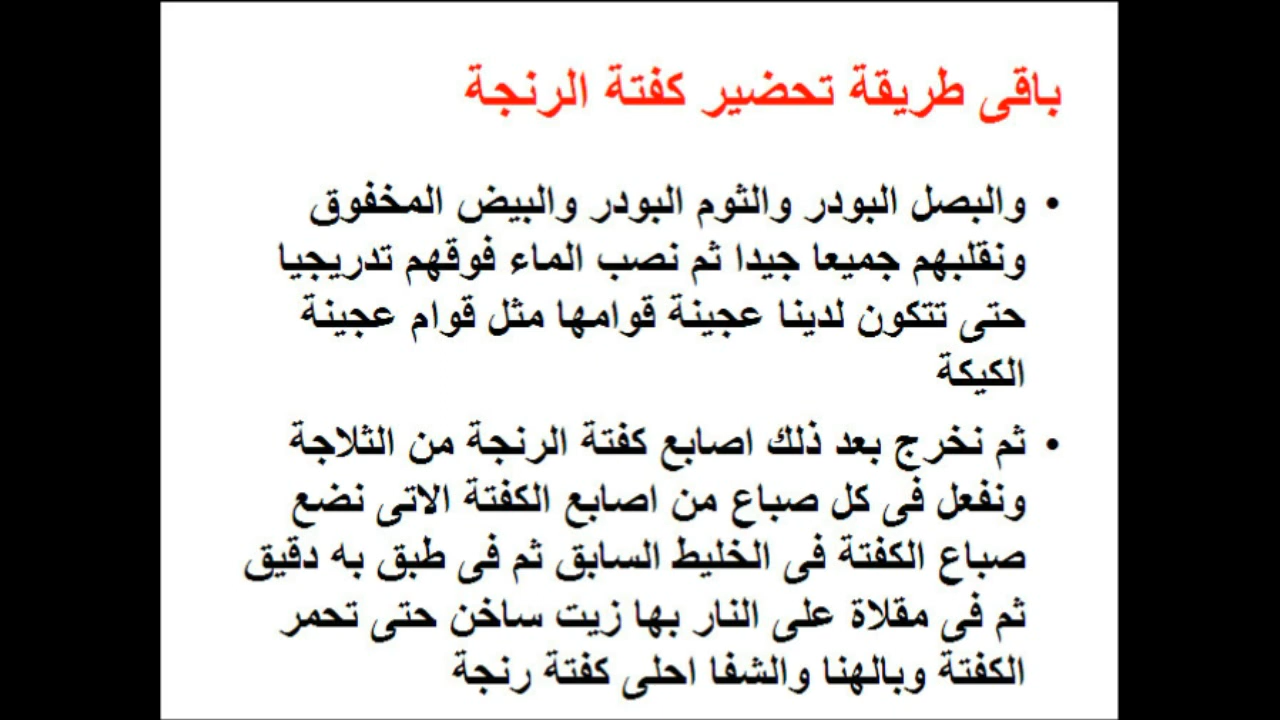 باقى طريقة تحضير كفتة الرنجة
• والبصل البودر والثوم البودر والبيض المخفوق
ونقلبهم جميعا جيدا ثم نصب الماء فوقهم تدريجيا
حتى تتكون لدينا عجينة قوامها مثل قوام عجينة
الكيكة
• ثم نخرج بعد ذلك اصابع كفتة الرنجة من الثلاجة
ونفعل فى كل صباع من اصابع الكفتة الاتى نضع
صباع الكفتة فى الخليط السابق ثم فى طبق به دقيق
ثم فى مقلاة على النار بها زيت ساخن حتى تحمر
الكفتة وبالهنا والشفا احلى كفتة رنجة